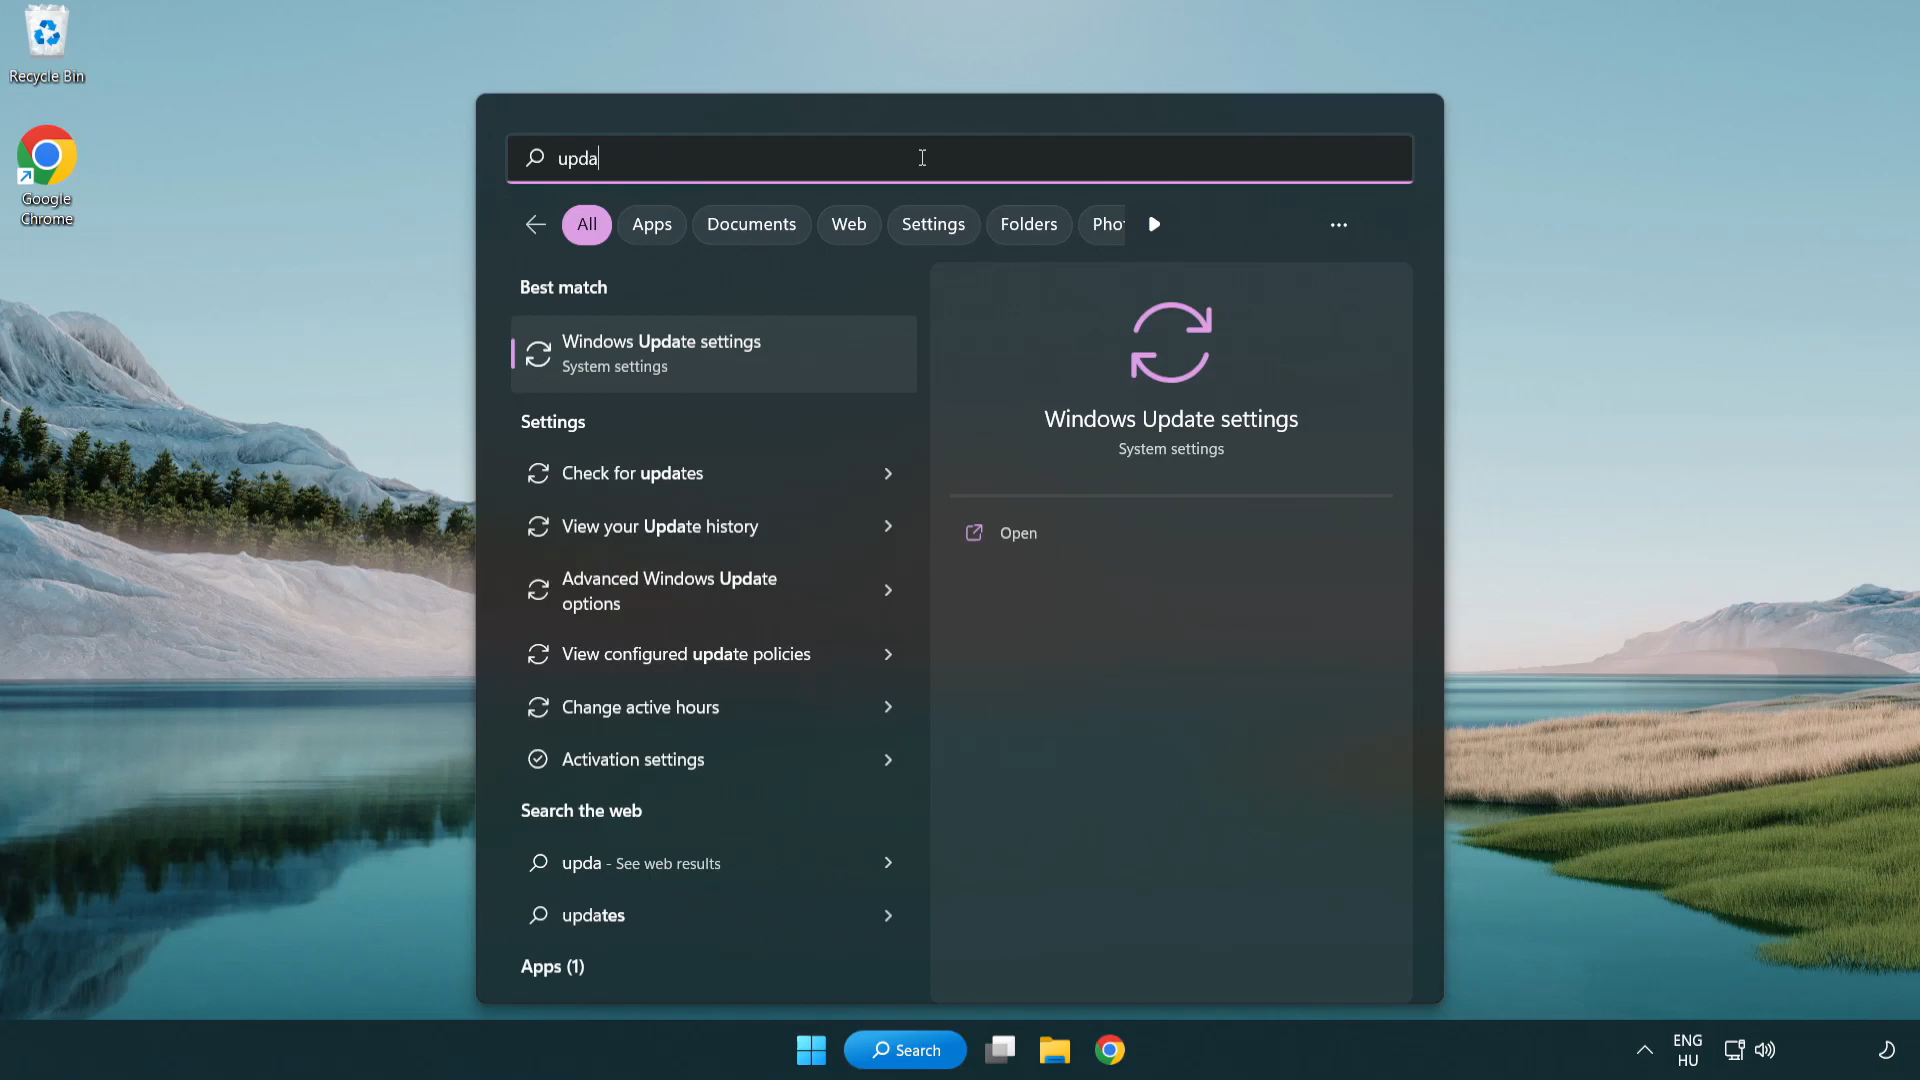 Recycle Bin
Google
Chrome
upda
All
Apps
Documents
Web
Settings
Folders
Pho
Best match
Windows Update settings
System settings
Settings
Check for updates
View your Update history
Advanced Windows Update
options
View configured update policies
Change active hours
Activation settings
Search the web
upda - See web results
updates
Apps (1)
Windows Update settings
System settings
Open
Search
ENG
HU